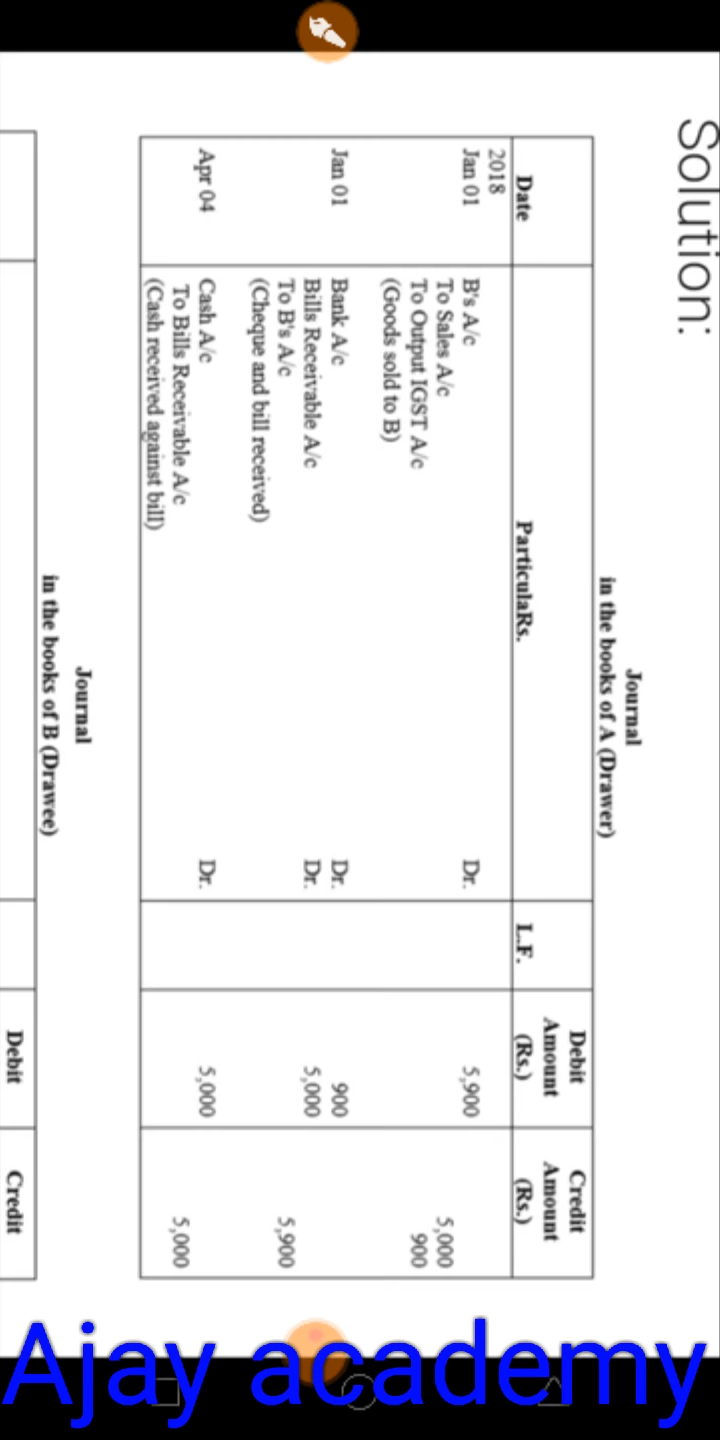 Solution:
Journal
in the books of A (Drawer)
Date Particulars. L.F. Debit Amount (Rs.) Credit Amount (Rs.)
2018
Jan 01 B's A/c Dr. 5,900
To Sales A/c 5,000
To Output IGST A/c 900
(Goods sold to B)
Jan 01 Bank A/c Dr. 900
Bills Receivable A/c Dr. 5,000
To B's A/c 5,900
(Cheque and bill received)
Apr 04 Cash A/c Dr. 5,000
To Bills Receivable A/c 5,000
(Cash received against bill)
Journal
in the books of B (Drawee)
Debit Credit
Ajay academy